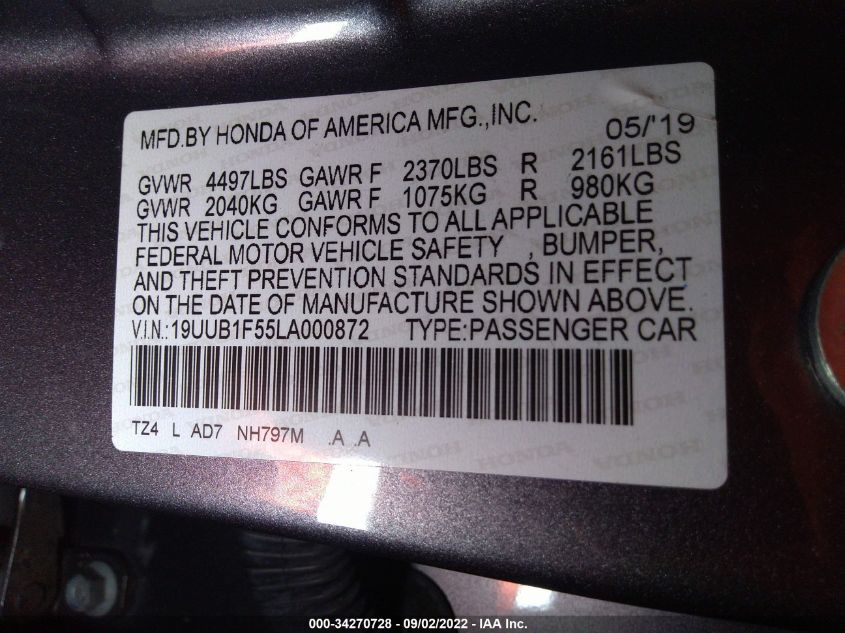 MFD.BY HONDA OF AMERICA MFG.,INC. 05/'19
GVWR 4497LBS GAWR F 2370LBS R 2161LBS
GVWR 2040KG GAWR F 1075KG R 980KG
THIS VEHICLE CONFORMS TO ALL APPLICABLE
FEDERAL MOTOR VEHICLE SAFETY , BUMPER,
AND THEFT PREVENTION STANDARDS IN EFFECT
ON THE DATE OF MANUFACTURE SHOWN ABOVE.
V.I.N.:19UUB1F55LA000872 TYPE:PASSENGER CAR
TZ4 L AD7 NH797M .A .A
HONDA HONDA HONDA
000-34270728 - 09/02/2022 - IAA Inc.